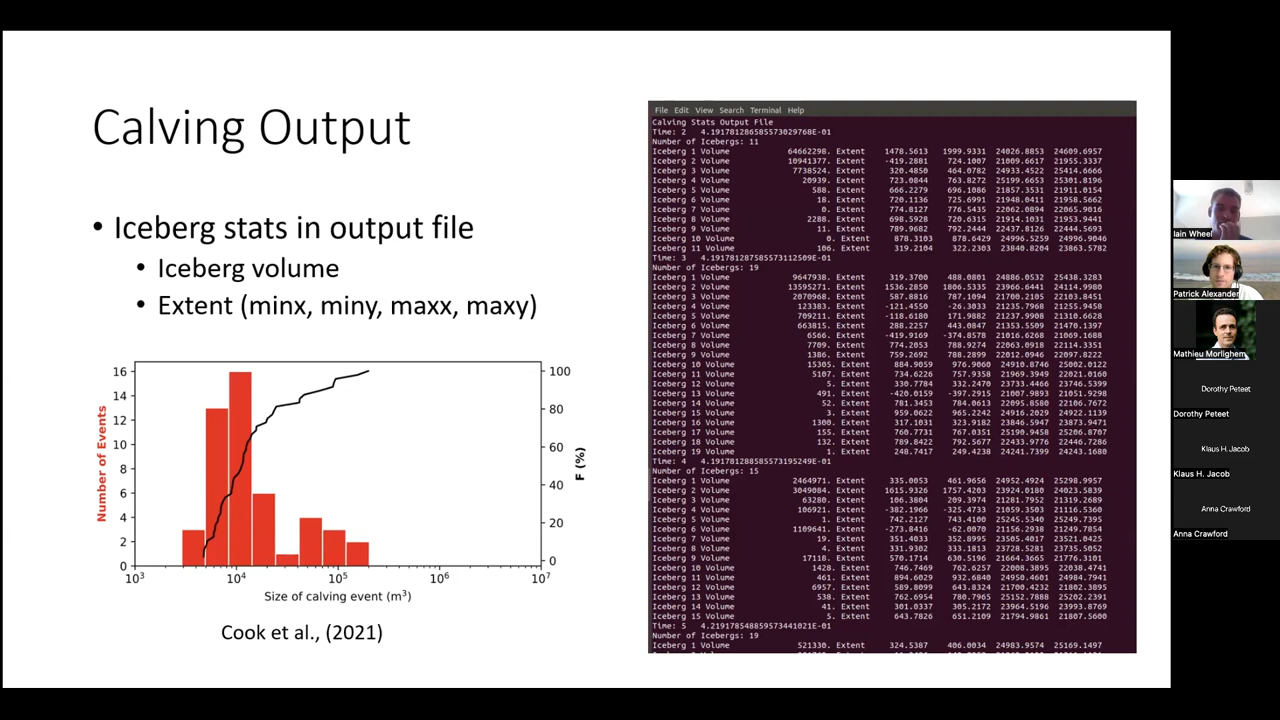 Calving Output
• Iceberg stats in output file
• Iceberg volume
• Extent (minx, miny, maxx, maxy)
16
14
12
10
8
6
4
2
0
Number of Events
100
80
60
40
20
0
F (%)
10³
10⁴
10⁵
10⁶
10⁷
Size of calving event (m³)
Cook et al., (2021)
File Edit View Search Terminal Help
Calving Stats Output File
Time: 2 4.191781286585573029768E-01
Number of Icebergs: 11
Iceberg 1 Volume 64662298. Extent 1478.5613 1999.9331 24026.8853 24609.6957
Iceberg 2 Volume 10941377. Extent -419.2881 724.1007 21009.6617 21955.3337
Iceberg 3 Volume 7738524. Extent 320.4850 464.0782 24933.4522 25414.6666
Iceberg 4 Volume 20939. Extent 723.0844 763.8272 25199.6653 25301.8196
Iceberg 5 Volume 588. Extent 666.2279 696.1086 21857.3531 21911.0154
Iceberg 6 Volume 18. Extent 720.1136 725.6991 21948.0411 21958.5662
Iceberg 7 Volume 0. Extent 774.8127 776.5435 22062.0894 22065.9016
Iceberg 8 Volume 2288. Extent 698.5928 720.6315 21914.1031 21953.9441
Iceberg 9 Volume 11. Extent 789.9682 792.2444 22437.8126 22444.5693
Iceberg 10 Volume 0. Extent 878.3103 878.6429 24996.5259 24996.9046
Iceberg 11 Volume 106. Extent 319.2104 322.2303 23840.8204 23863.5782
Time: 3 4.1917812875855731 12509E-01
Number of Icebergs: 19
Iceberg 1 Volume 9647938. Extent 319.3700 488.0801 24886.0532 25438.3283
Iceberg 2 Volume 13595271. Extent 1536.2850 1806.5335 23966.6443 24114.9980
Iceberg 3 Volume 2070968. Extent 587.8816 787.1094 21700.2105 22103.8451
Iceberg 4 Volume 123383. Extent -121.4550 -26.3033 21235.7968 21255.9458
Iceberg 5 Volume 709211. Extent -118.6180 171.9882 21237.9908 21310.6628
Iceberg 6 Volume 663815. Extent 288.2257 443.0847 21353.5509 21470.1397
Iceberg 7 Volume 6566. Extent -419.9169 -374.8578 21016.6268 21069.1688
Iceberg 8 Volume 7709. Extent 774.2053 788.9274 22063.0918 22114.3351
Iceberg 9 Volume 1386. Extent 759.2692 788.2899 22012.0946 22097.8222
Iceberg 10 Volume 15305. Extent 884.9059 976.9060 24910.8746 25002.0122
Iceberg 11 Volume 5107. Extent 734.6226 757.9358 21969.3949 22021.0160
Iceberg 12 Volume 5. Extent 330.7784 332.2470 23733.4466 23746.5399
Iceberg 13 Volume 491. Extent -420.0159 -397.2915 21007.9893 21051.9298
Iceberg 14 Volume 52. Extent 781.3453 784.0613 22095.8580 22106.7672
Iceberg 15 Volume 3. Extent 959.0622 965.2242 24916.2029 24922.1139
Iceberg 16 Volume 1300. Extent 317.1031 323.9182 23846.5947 23873.9471
Iceberg 17 Volume 155. Extent 760.7731 767.0351 25190.9458 25206.8707
Iceberg 18 Volume 132. Extent 789.8422 792.5677 22433.9776 22446.7286
Iceberg 19 Volume 1. Extent 248.7417 249.4238 24241.7399 24243.1680
Time: 4 4.191781288585573195249E-01
Number of Icebergs: 15
Iceberg 1 Volume 2464971. Extent 335.0053 461.9656 24952.4924 25298.9957
Iceberg 2 Volume 3049084. Extent 1615.9326 1757.4203 23924.0180 24023.5839
Iceberg 3 Volume 63280. Extent 106.3804 209.3974 21281.7952 21319.2689
Iceberg 4 Volume 106921. Extent -382.1966 -325.4733 21059.3503 21116.5360
Iceberg 5 Volume 1. Extent 742.2127 743.4100 25245.5340 25249.7395
Iceberg 6 Volume 1109641. Extent -273.8416 -62.0070 21156.2938 21249.7854
Iceberg 7 Volume 19. Extent 351.4033 352.8995 23505.4017 23521.0425
Iceberg 8 Volume 4. Extent 331.9302 333.1813 23728.5281 23735.5052
Iceberg 9 Volume 17118. Extent 570.1714 630.5196 21664.3665 21776.3101
Iceberg 10 Volume 1428. Extent 746.7469 762.6257 22008.3895 22038.4741
Iceberg 11 Volume 461. Extent 894.6029 932.6840 24950.4601 24984.7941
Iceberg 12 Volume 6957. Extent 589.8099 643.8324 21700.4232 21802.3895
Iceberg 13 Volume 538. Extent 762.6954 780.7965 25152.7888 25202.2391
Iceberg 14 Volume 41. Extent 301.0337 305.2172 23964.5196 23993.8769
Iceberg 15 Volume 5. Extent 643.7826 651.2109 21794.9861 21807.5600
Time: 5 4.219178548859573441021E-01
Number of Icebergs: 19
Iceberg 1 Volume 521330. Extent 324.5387 406.0034 24983.9574 25169.1497
Iain Wheel
Patrick Alexander
Mathieu Morlighem
Dorothy Peteet
Dorothy Peteet
Klaus H. Jacob
Klaus H. Jacob
Anna Crawford
Anna Crawford